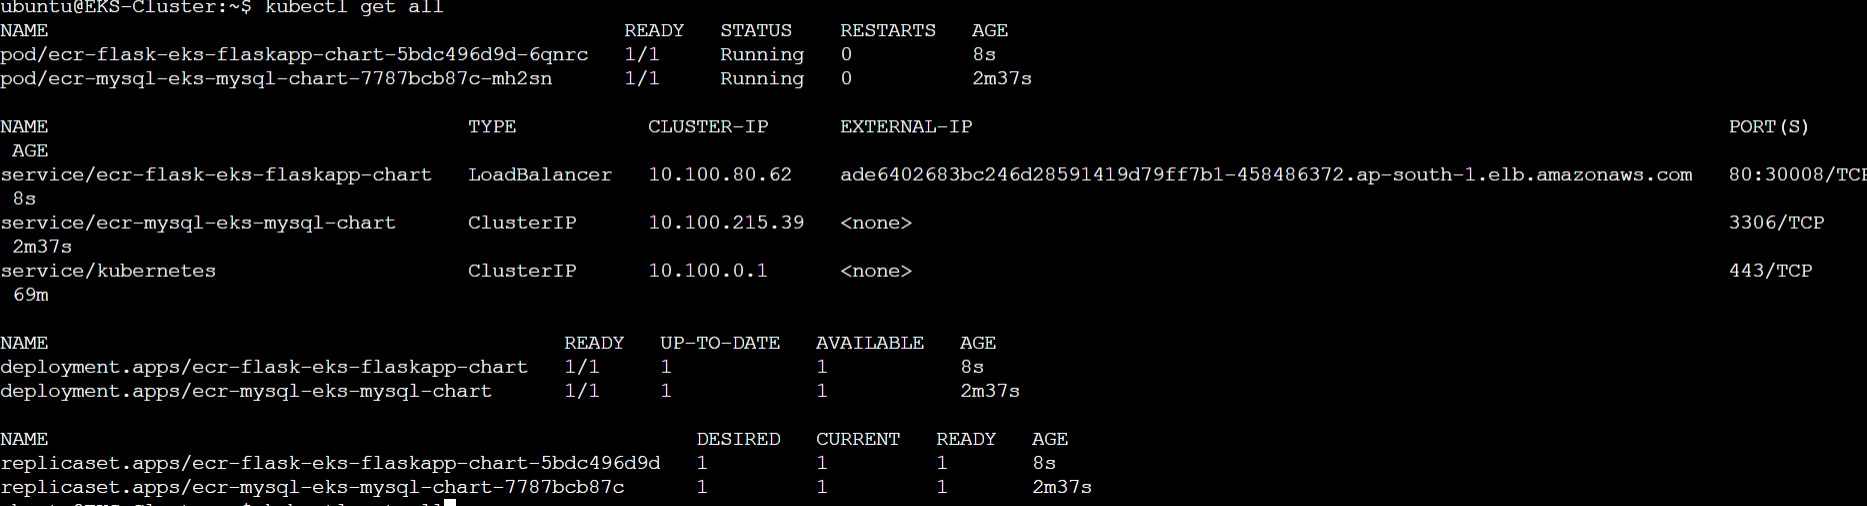 ubuntu@EKS-Cluster:~$ kubectl get all
NAME READY STATUS RESTARTS AGE
pod/ecr-flask-eks-flaskapp-chart-5bdc496d9d-6qnrc 1/1 Running 0 8s
pod/ecr-mysql-eks-mysql-chart-7787bcb87c-mh2sn 1/1 Running 0 2m37s
NAME TYPE CLUSTER-IP EXTERNAL-IP PORT(S)
AGE
service/ecr-flask-eks-flaskapp-chart LoadBalancer 10.100.80.62 ade6402683bc246d28591419d79ff7b1-458486372.ap-south-1.elb.amazonaws.com 80:30008/TCP
8s
service/ecr-mysql-eks-mysql-chart ClusterIP 10.100.215.39 <none> 3306/TCP
2m37s
service/kubernetes ClusterIP 10.100.0.1 <none> 443/TCP
69m
NAME READY UP-TO-DATE AVAILABLE AGE
deployment.apps/ecr-flask-eks-flaskapp-chart 1/1 1 1 8s
deployment.apps/ecr-mysql-eks-mysql-chart 1/1 1 1 2m37s
NAME DESIRED CURRENT READY AGE
replicaset.apps/ecr-flask-eks-flaskapp-chart-5bdc496d9d 1 1 1 8s
replicaset.apps/ecr-mysql-eks-mysql-chart-7787bcb87c 1 1 1 2m37s